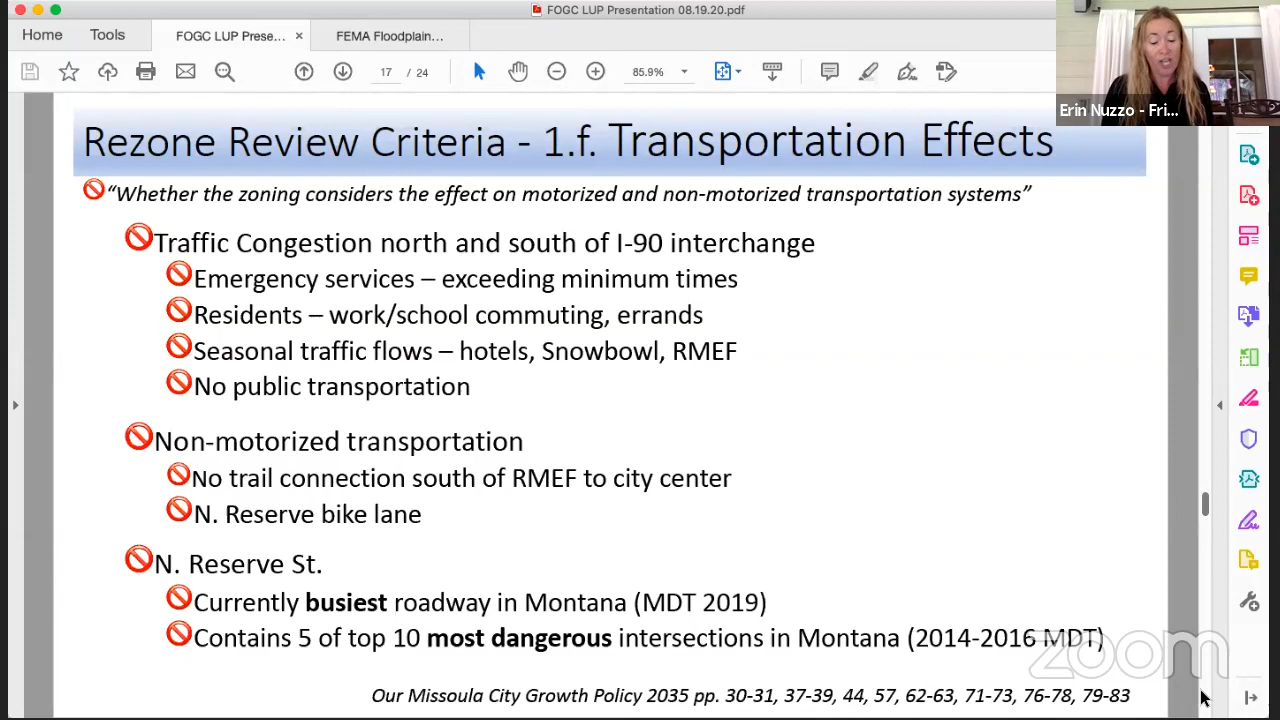 FOGC LUP Presentation 08.19.20.pdf
Home
Tools
FOGC LUP Prese... ×
FEMA Floodplain...
17 / 24
85.9%
Erin Nuzzo - Fri...
Rezone Review Criteria - 1.f. Transportation Effects
“Whether the zoning considers the effect on motorized and non-motorized transportation systems”
Traffic Congestion north and south of I-90 interchange
Emergency services – exceeding minimum times
Residents – work/school commuting, errands
Seasonal traffic flows – hotels, Snowbowl, RMEF
No public transportation
Non-motorized transportation
No trail connection south of RMEF to city center
N. Reserve bike lane
N. Reserve St.
Currently busiest roadway in Montana (MDT 2019)
Contains 5 of top 10 most dangerous intersections in Montana (2014-2016 MDT)
zoom
Our Missoula City Growth Policy 2035 pp. 30-31, 37-39, 44, 57, 62-63, 71-73, 76-78, 79-83